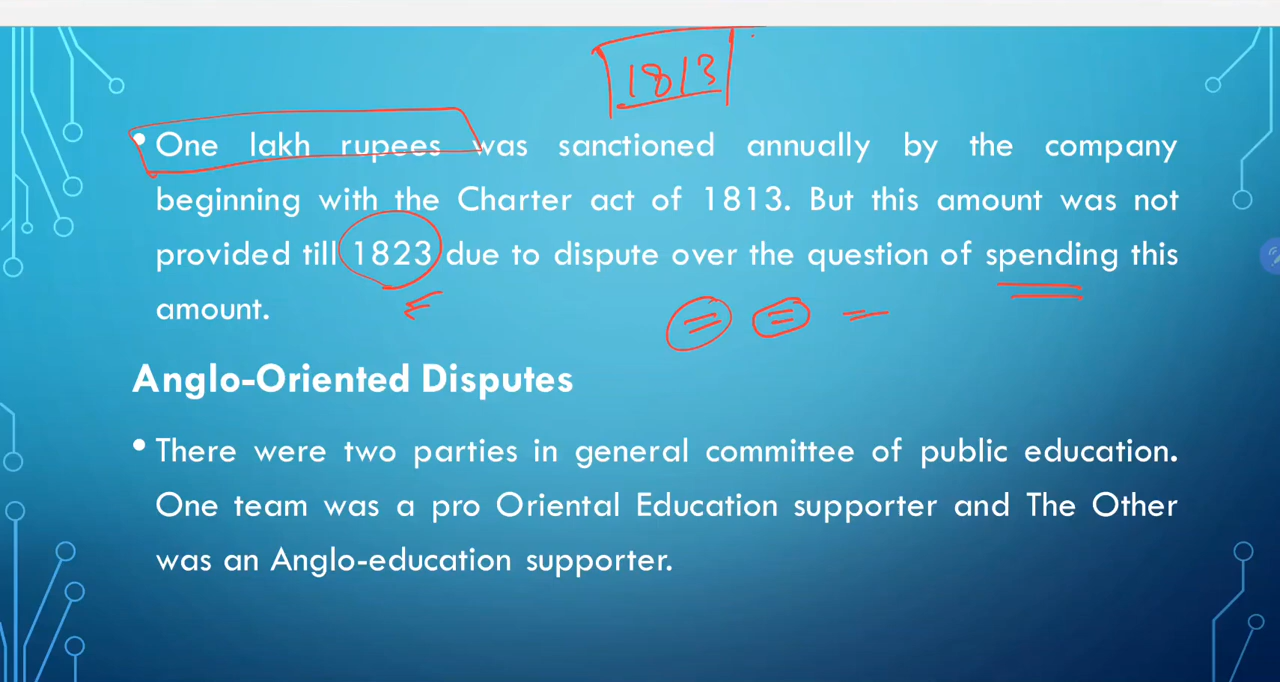 1813
• One lakh rupees was sanctioned annually by the company
beginning with the Charter act of 1813. But this amount was not
provided till 1823 due to dispute over the question of spending this
amount.
Anglo-Oriented Disputes
• There were two parties in general committee of public education.
One team was a pro Oriental Education supporter and The Other
was an Anglo-education supporter.